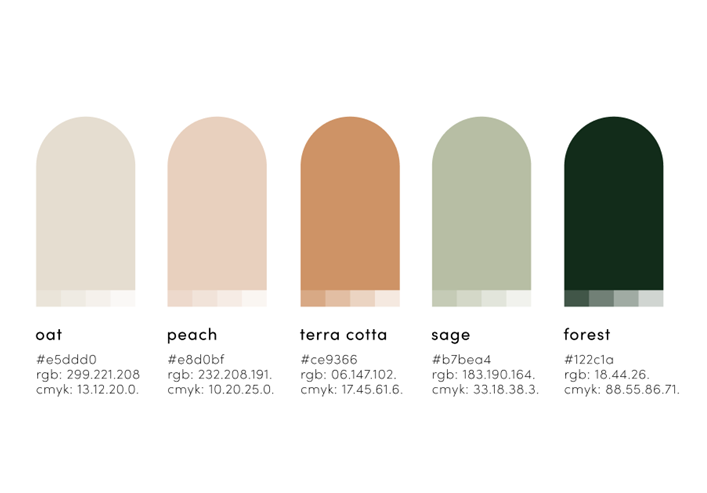 oat
#e5ddd0
rgb: 299.221.208
cmyk: 13.12.20.0.
peach
#e8d0bf
rgb: 232.208.191.
cmyk: 10.20.25.0.
terra cotta
#ce9366
rgb: 06.147.102.
cmyk: 17.45.61.6.
sage
#b7bea4
rgb: 183.190.164.
cmyk: 33.18.38.3.
forest
#122c1a
rgb: 18.44.26.
cmyk: 88.55.86.71.